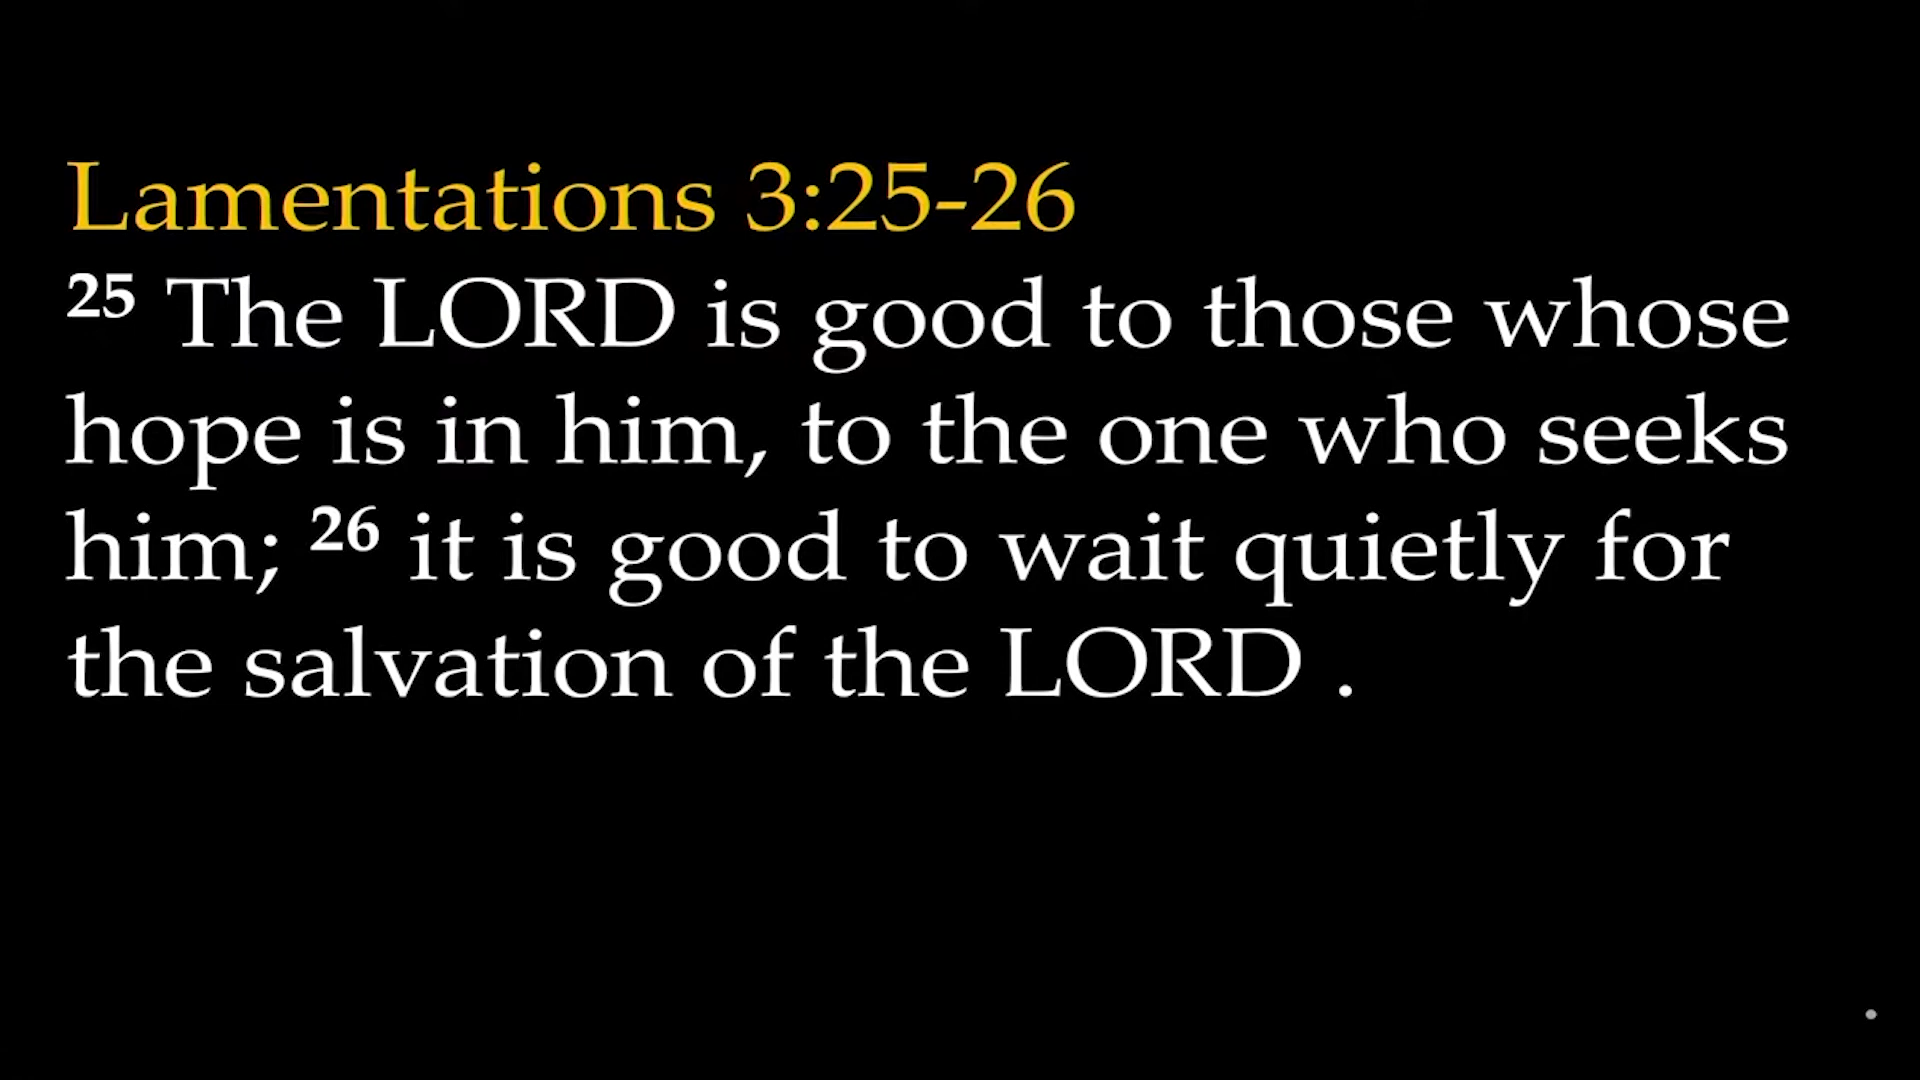 Lamentations 3:25-26
25 The LORD is good to those whose
hope is in him, to the one who seeks
him; 26 it is good to wait quietly for
the salvation of the LORD .